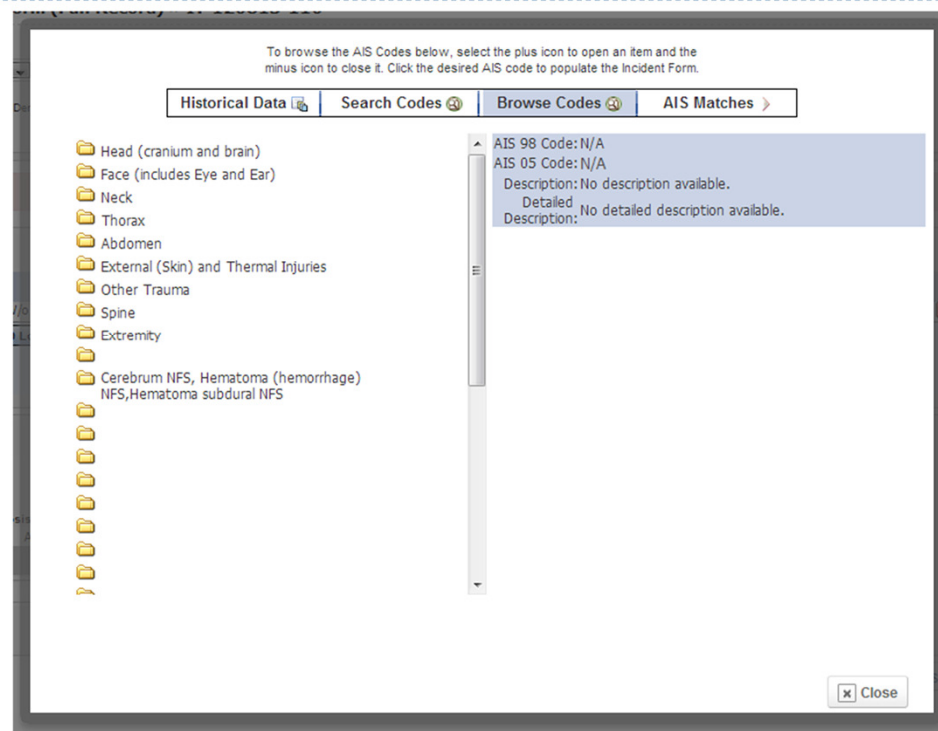 To browse the AIS Codes below, select the plus icon to open an item and the
minus icon to close it. Click the desired AIS code to populate the Incident Form.
Historical Data Search Codes Browse Codes AIS Matches
Head (cranium and brain)
Face (includes Eye and Ear)
Neck
Thorax
Abdomen
External (Skin) and Thermal Injuries
Other Trauma
Spine
Extremity
Cerebrum NFS, Hematoma (hemorrhage)
NFS,Hematoma subdural NFS
AIS 98 Code: N/A
AIS 05 Code: N/A
Description: No description available.
Detailed
Description: No detailed description available.
Close